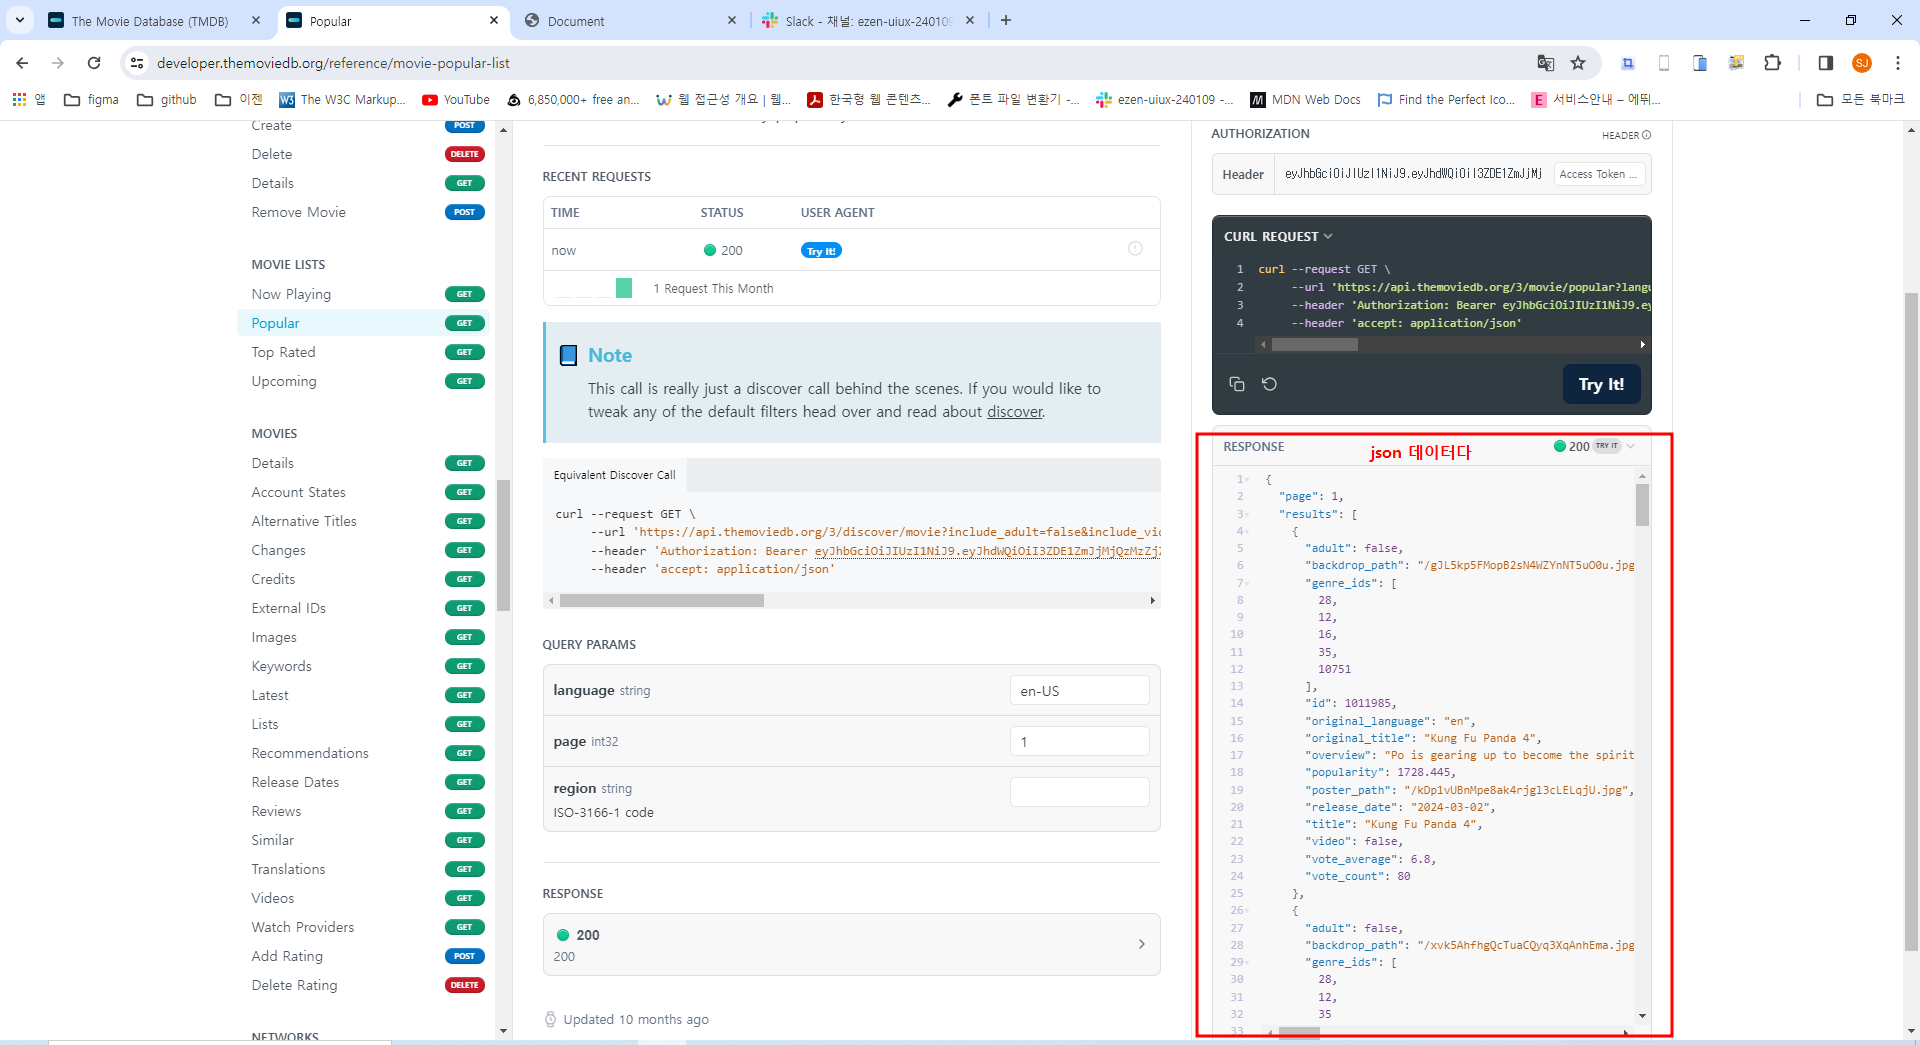 The Movie Database (TMDB)
Popular
Document
Slack - 채널: ezen-uiux-240109
developer.themoviedb.org/reference/movie-popular-list
SJ
앱
figma
github
이젠
The W3C Markup...
YouTube
6,850,000+ free an...
웹 접근성 개요 | 웹...
한국형 웹 콘텐츠...
폰트 파일 변환기 -...
ezen-uiux-240109 -...
MDN Web Docs
Find the Perfect Ico...
서비스안내 – 에뛰...
모든 북마크
Create POST
Delete DELETE
Details GET
Remove Movie POST
MOVIE LISTS
Now Playing GET
Popular GET
Top Rated GET
Upcoming GET
MOVIES
Details GET
Account States GET
Alternative Titles GET
Changes GET
Credits GET
External IDs GET
Images GET
Keywords GET
Latest GET
Lists GET
Recommendations GET
Release Dates GET
Reviews GET
Similar GET
Translations GET
Videos GET
Watch Providers GET
Add Rating POST
Delete Rating DELETE
NETWORKS
RECENT REQUESTS
TIME STATUS USER AGENT
now 200 Try It!
1 Request This Month
Note
This call is really just a discover call behind the scenes. If you would like to
tweak any of the default filters head over and read about discover.
Equivalent Discover Call
curl --request GET \
--url 'https://api.themoviedb.org/3/discover/movie?include_adult=false&include_vi
--header 'Authorization: Bearer eyJhbGciOiJIUzI1NiJ9.eyJhdWQiOiI3ZDE1ZmJjMjQzMzZj
--header 'accept: application/json'
QUERY PARAMS
language string en-US
page int32 1
region string
ISO-3166-1 code
RESPONSE
200
200
Updated 10 months ago
AUTHORIZATION HEADER
Header eyJhbGciOiJIUzI1NiJ9.eyJhdWQiOiI3ZDE1ZmJjMj Access Token ...
CURL REQUEST
1 curl --request GET \
2 --url 'https://api.themoviedb.org/3/movie/popular?langu
3 --header 'Authorization: Bearer eyJhbGciOiJIUzI1NiJ9.ey
4 --header 'accept: application/json'
Try It!
RESPONSE json 데이터다 200 TRY IT
1 {
2 "page": 1,
3 "results": [
4 {
5 "adult": false,
6 "backdrop_path": "/gJL5kp5FMopB2sN4WZYnNT5uO0u.jpg
7 "genre_ids": [
8 28,
9 12,
10 16,
11 35,
12 10751
13 ],
14 "id": 1011985,
15 "original_language": "en",
16 "original_title": "Kung Fu Panda 4",
17 "overview": "Po is gearing up to become the spirit
18 "popularity": 1728.445,
19 "poster_path": "/kDp1vUBnMpe8ak4rjgl3cLELqjU.jpg",
20 "release_date": "2024-03-02",
21 "title": "Kung Fu Panda 4",
22 "video": false,
23 "vote_average": 6.8,
24 "vote_count": 80
25 },
26 {
27 "adult": false,
28 "backdrop_path": "/xvk5AhfhgQcTuaCQyq3XqAnhEma.jpg
29 "genre_ids": [
30 28,
31 12,
32 35
33